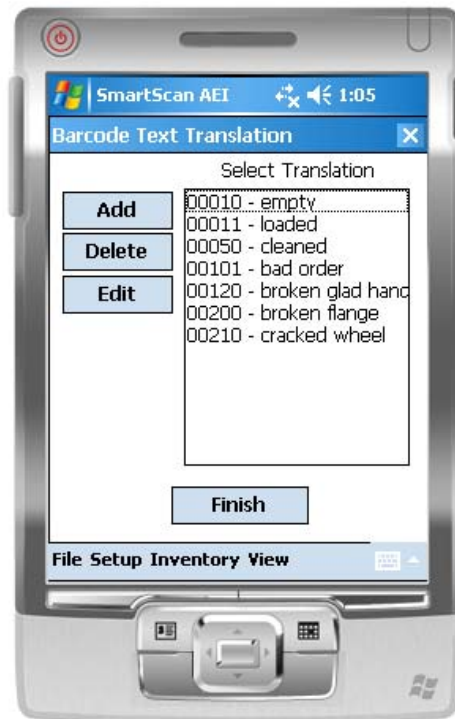 SmartScan AEI 1:05
Barcode Text Translation
Select Translation
Add
Delete
Edit
00010 - empty
00011 - loaded
00050 - cleaned
00101 - bad order
00120 - broken glad hand
00200 - broken flange
00210 - cracked wheel
Finish
File Setup Inventory View